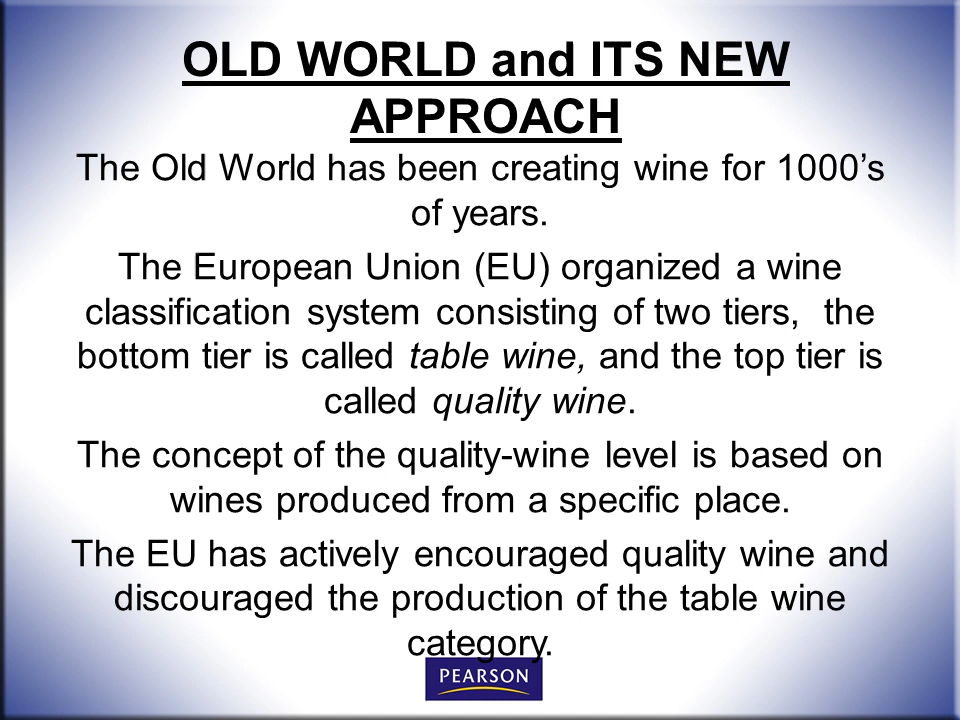 OLD WORLD and ITS NEW
APPROACH
The Old World has been creating wine for 1000’s
of years.
The European Union (EU) organized a wine
classification system consisting of two tiers,  the
bottom tier is called table wine, and the top tier is
called quality wine.
The concept of the quality-wine level is based on
wines produced from a specific place.
The EU has actively encouraged quality wine and
discouraged the production of the table wine
category.
PEARSON